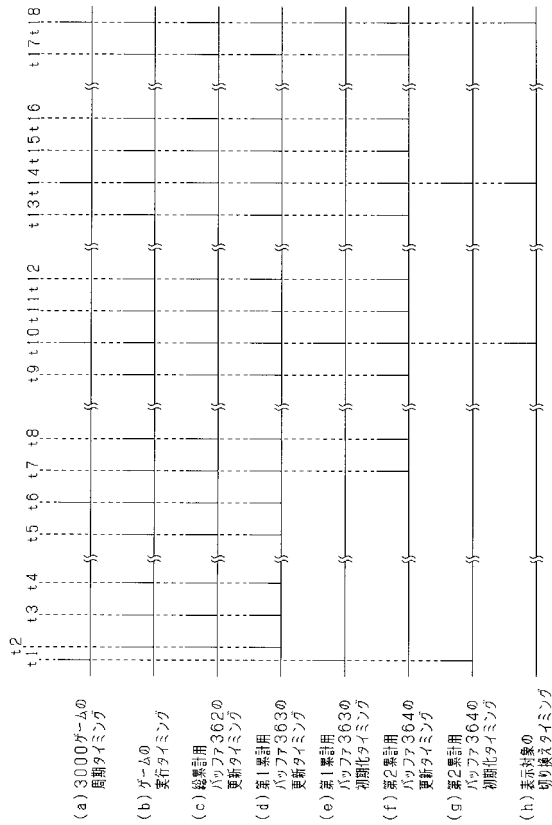 t1 t2 t3 t4 t5 t6 t7 t8 t9 t10 t11 t12 t13 t14 t15 t16 t17 t18
(a) 3000ゲームの
周期タイミング
(b) ゲームの
実行タイミング
(c) 総累計用
バッファ362の
更新タイミング
(d) 第1累計用
バッファ363の
更新タイミング
(e) 第1累計用
バッファ363の
初期化タイミング
(f) 第2累計用
バッファ364の
更新タイミング
(g) 第2累計用
バッファ364の
初期化タイミング
(h) 表示対象の
切り換えタイミング